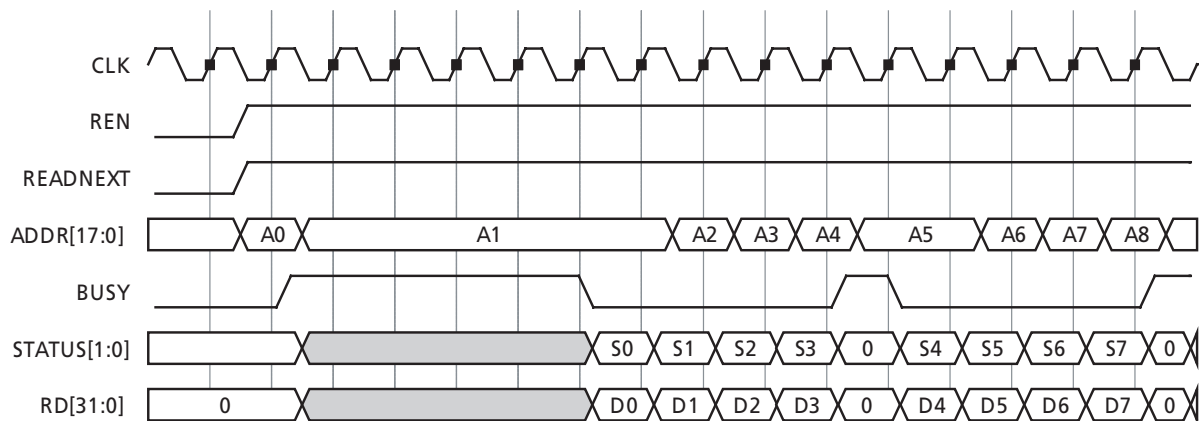 CLK
REN
READNEXT
ADDR[17:0] A0 A1 A2 A3 A4 A5 A6 A7 A8
BUSY
STATUS[1:0] S0 S1 S2 S3 0 S4 S5 S6 S7 0
RD[31:0] 0 D0 D1 D2 D3 0 D4 D5 D6 D7 0